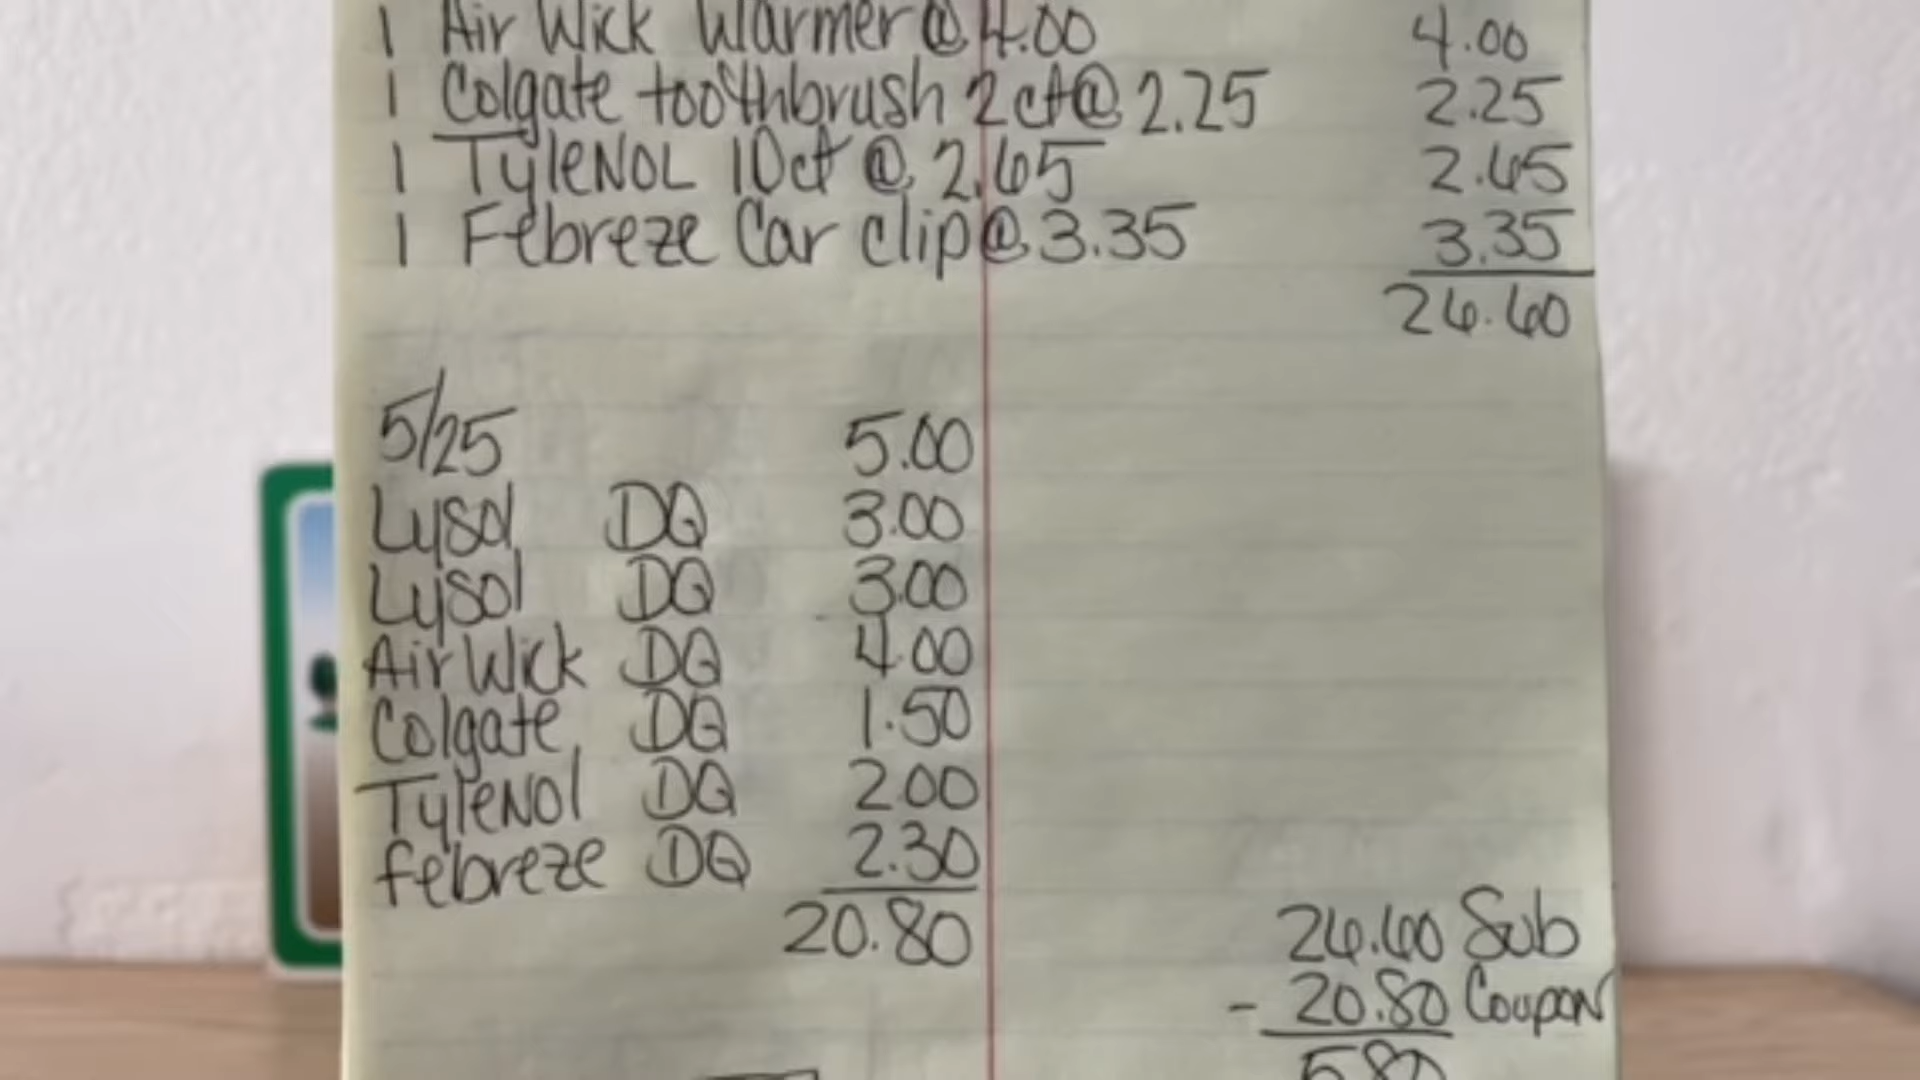 1 Air Wick Warmer @ 4.00 4.00
1 Colgate toothbrush 2ct @ 2.25 2.25
1 TyleNOL 10ct @ 2.65 2.65
1 Febreze Car clip @ 3.35 3.35
26.60
5/25 5.00
Lysol DQ 3.00
Lysol DQ 3.00
Air Wick DQ 4.00
Colgate DQ 1.50
TyleNol DQ 2.00
febreze DQ 2.30
20.80
26.60 Sub
- 20.80 Coupon
5.80